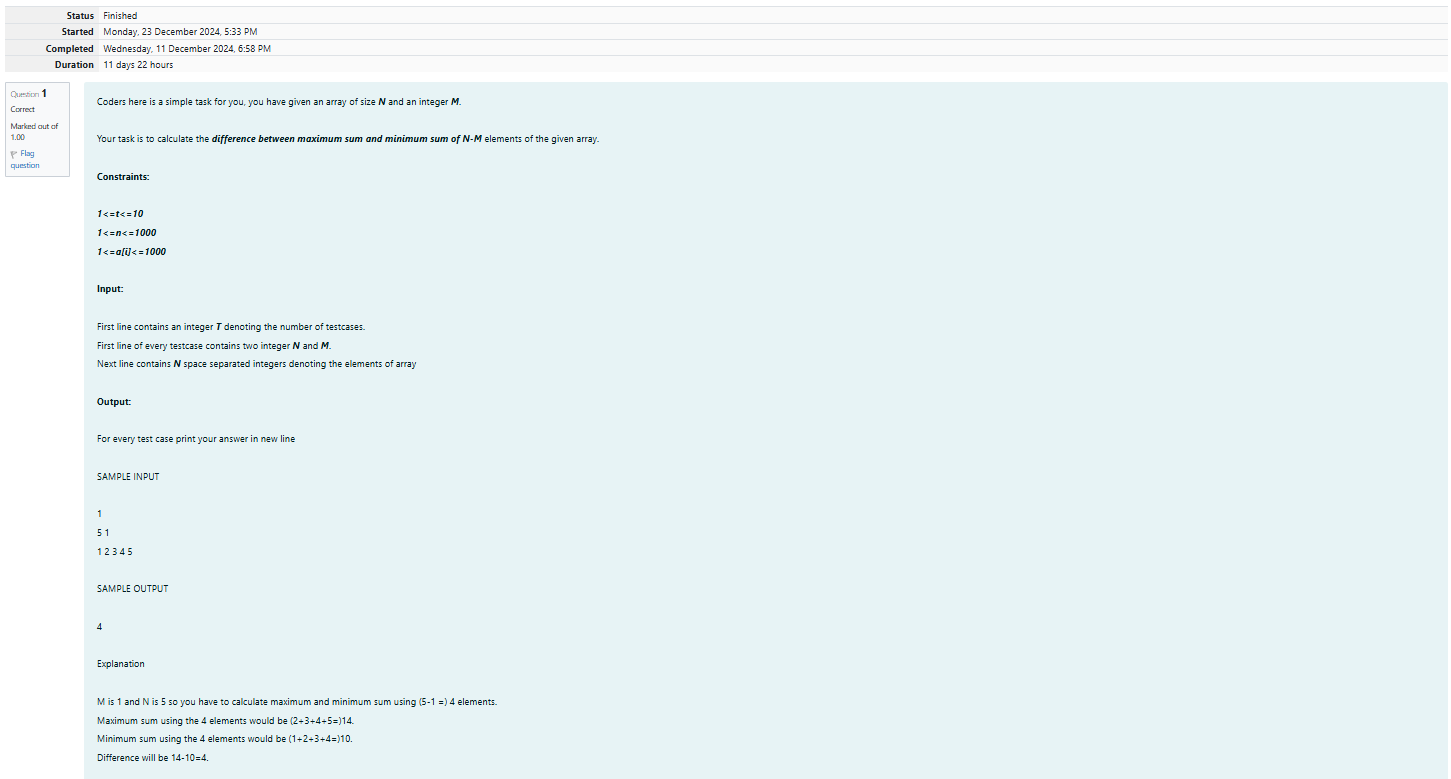 Status Finished
Started Monday, 23 December 2024, 5:33 PM
Completed Wednesday, 11 December 2024, 6:58 PM
Duration 11 days 22 hours
Question 1
Correct
Marked out of
1.00
Flag
question
Coders here is a simple task for you, you have given an array of size N and an integer M.
Your task is to calculate the difference between maximum sum and minimum sum of N-M elements of the given array.
Constraints:
1<=t<=10
1<=n<=1000
1<=a[i]<=1000
Input:
First line contains an integer T denoting the number of testcases.
First line of every testcase contains two integer N and M.
Next line contains N space separated integers denoting the elements of array
Output:
For every test case print your answer in new line
SAMPLE INPUT
1
5 1
1 2 3 4 5
SAMPLE OUTPUT
4
Explanation
M is 1 and N is 5 so you have to calculate maximum and minimum sum using (5-1 =) 4 elements.
Maximum sum using the 4 elements would be (2+3+4+5=)14.
Minimum sum using the 4 elements would be (1+2+3+4=)10.
Difference will be 14-10=4.